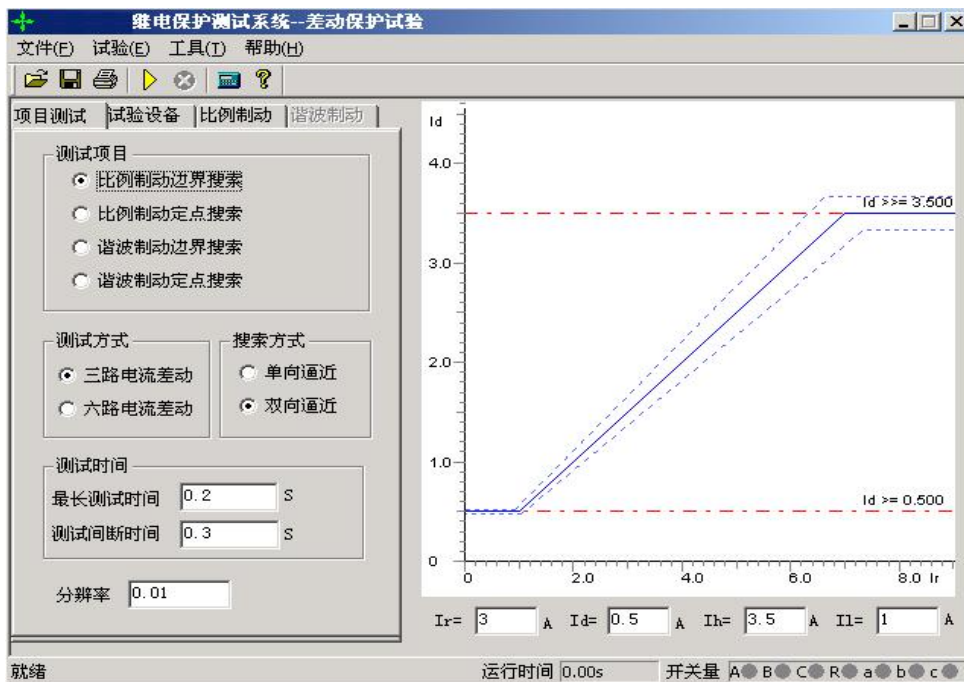 继电保护测试系统--差动保护试验
文件(F) 试验(E) 工具(T) 帮助(H)
项目测试 试验设备 比例制动 谐波制动
测试项目
比例制动边界搜索
比例制动定点搜索
谐波制动边界搜索
谐波制动定点搜索
测试方式
三路电流差动
六路电流差动
搜索方式
单向逼近
双向逼近
测试时间
最长测试时间 0.2 S
测试间断时间 0.3 S
分辨率 0.01
Id
4.0
Id >>= 3.500
3.0
2.0
1.0
Id >= 0.500
0
0 2.0 4.0 6.0 8.0 Ir
Ir= 3 A Id= 0.5 A Ih= 3.5 A Il= 1 A
就绪 运行时间 0.00s 开关量 A B C R a b c